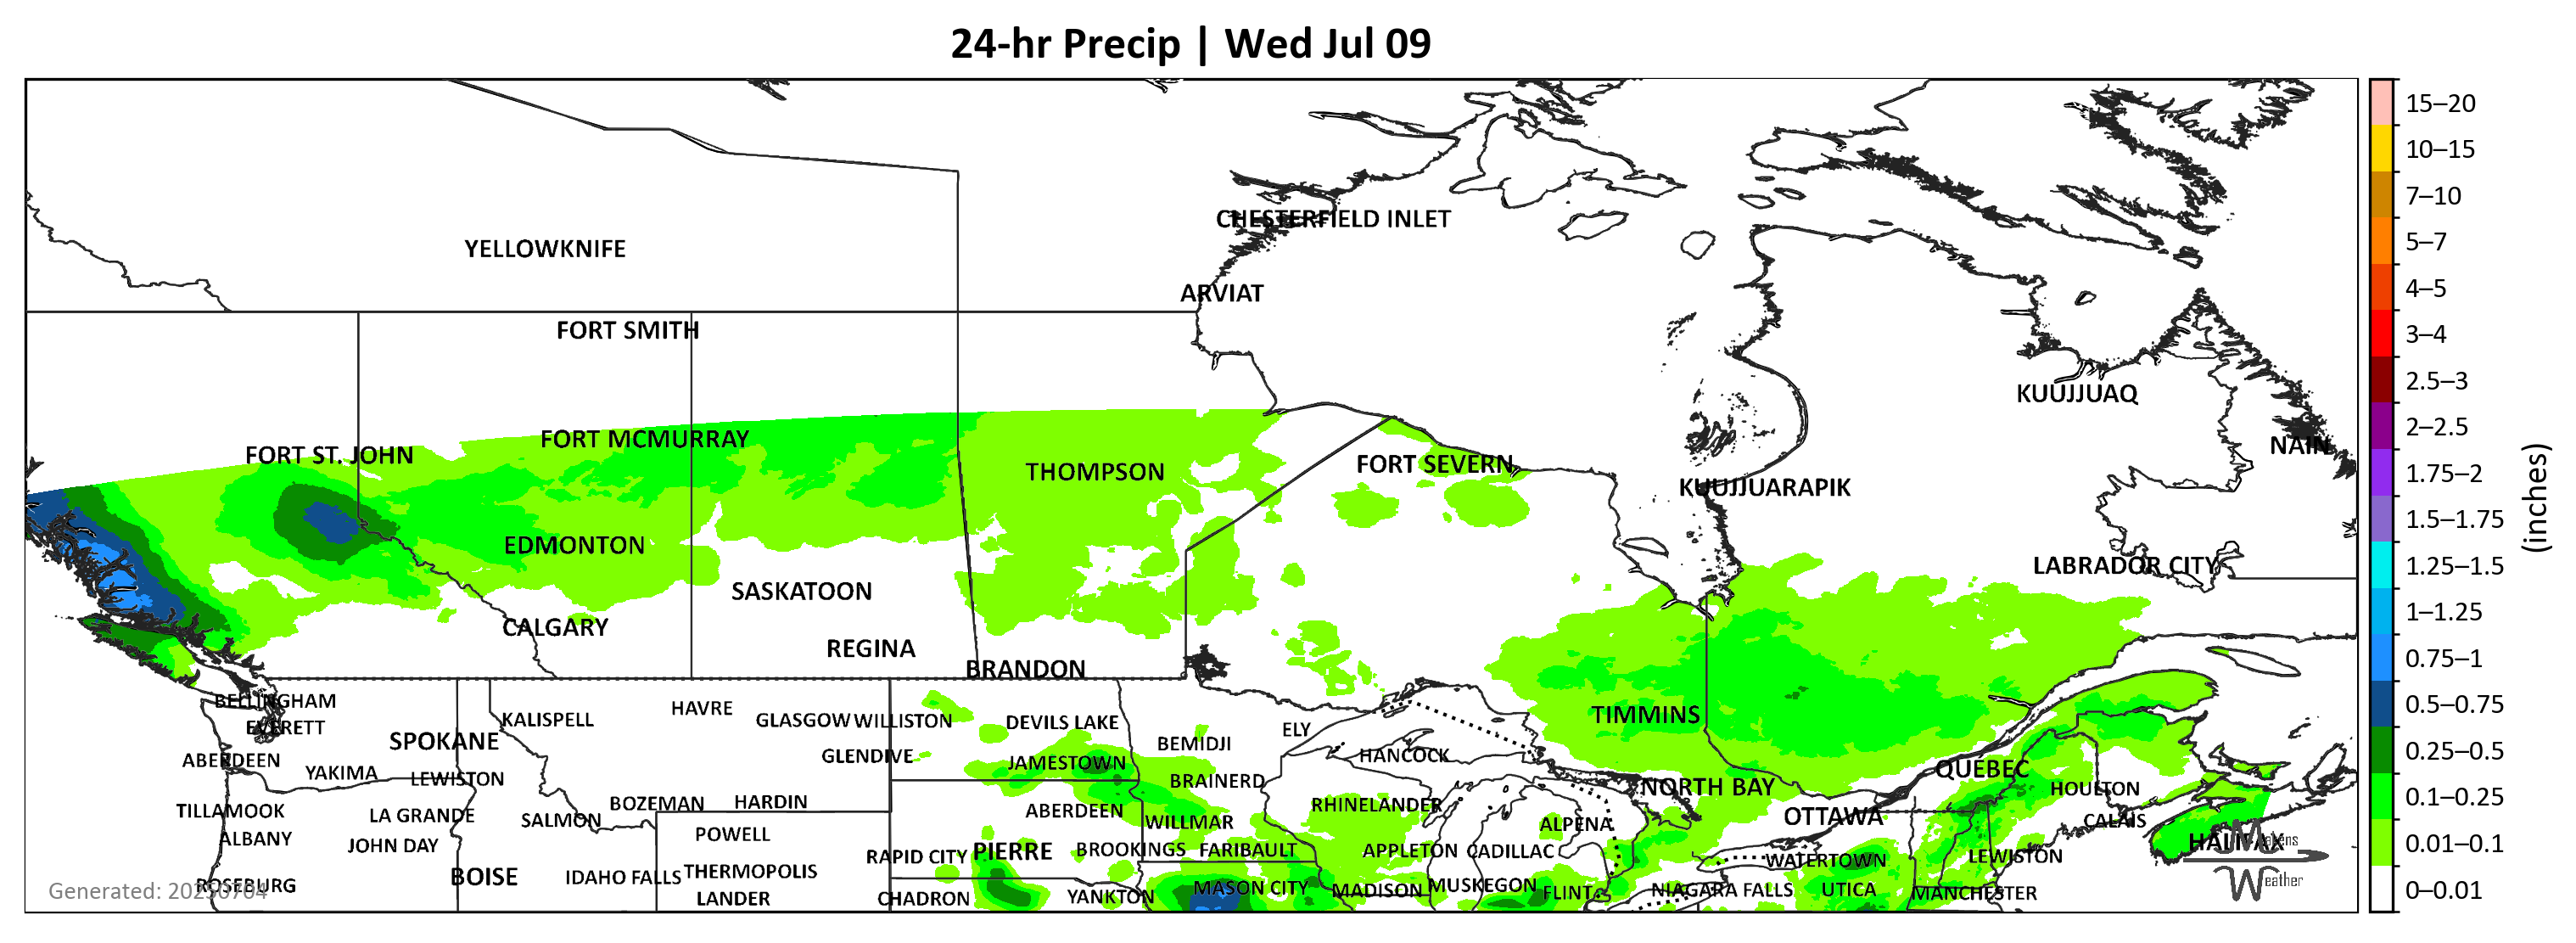 24-hr Precip | Wed Jul 09
CHESTERFIELD INLET
YELLOWKNIFE
ARVIAT
FORT SMITH
KUUJJUAQ
FORT MCMURRAY
NAIN
FORT ST. JOHN
FORT SEVERN
THOMPSON
KUUJJUARAPIK
EDMONTON
LABRADOR CITY
SASKATOON
CALGARY
REGINA
BRANDON
BELLINGHAM
HAVRE
TIMMINS
KALISPELL
GLASGOW
WILLISTON
DEVILS LAKE
EVERETT
ELY
SPOKANE
BEMIDJI
GLENDIVE
HANCOCK
ABERDEEN
JAMESTOWN
QUEBEC
YAKIMA
LEWISTON
BRAINERD
NORTH BAY
HOULTON
BOZEMAN
HARDIN
RHINELANDER
TILLAMOOK
LA GRANDE
SALMON
ABERDEEN
WILLMAR
ALPENA
OTTAWA
CALAIS
ALBANY
POWELL
HALIFAX
Mathens
JOHN DAY
RAPID CITY
PIERRE
BROOKINGS
FARIBAULT
APPLETON
CADILLAC
WATERTOWN
LEWISTON
BOISE
IDAHO FALLS
THERMOPOLIS
Weather
ROSEBURG
Generated: 20250704
LANDER
CHADRON
YANKTON
MASON CITY
MADISON
MUSKEGON
FLINT
NIAGARA FALLS
UTICA
MANCHESTER
15–20
10–15
7–10
5–7
4–5
3–4
2.5–3
2–2.5
1.75–2
1.5–1.75
1.25–1.5
1–1.25
0.75–1
0.5–0.75
0.25–0.5
0.1–0.25
0.01–0.1
0–0.01
(inches)